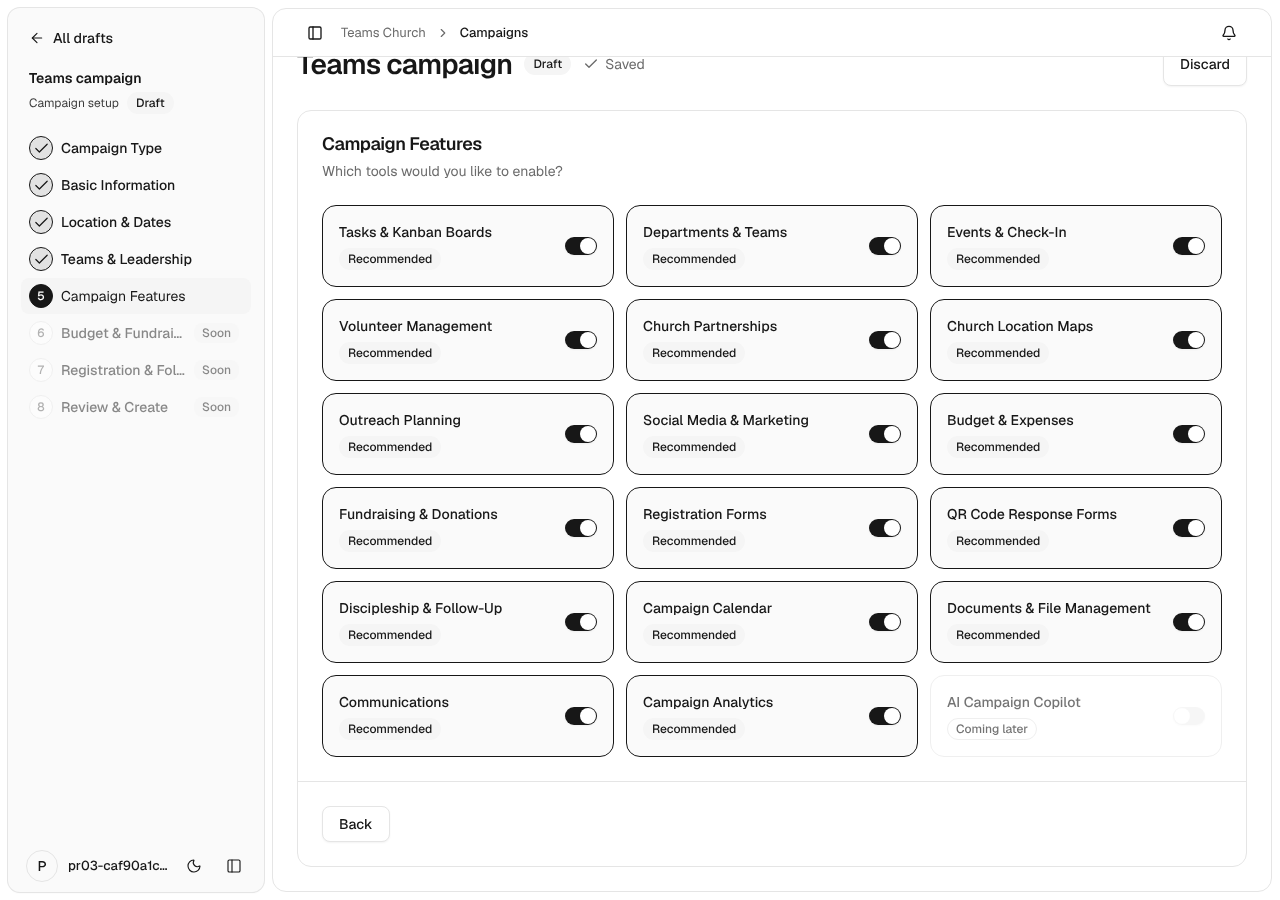 All drafts
Teams campaign
Campaign setup Draft
Campaign Type
Basic Information
Location & Dates
Teams & Leadership
5 Campaign Features
6 Budget & Fundrai... Soon
7 Registration & Fol... Soon
8 Review & Create Soon
P pr03-caf90a1c...
Teams Church > Campaigns
Teams campaign Draft Saved Discard
Campaign Features
Which tools would you like to enable?
Tasks & Kanban Boards
Recommended
Departments & Teams
Recommended
Events & Check-In
Recommended
Volunteer Management
Recommended
Church Partnerships
Recommended
Church Location Maps
Recommended
Outreach Planning
Recommended
Social Media & Marketing
Recommended
Budget & Expenses
Recommended
Fundraising & Donations
Recommended
Registration Forms
Recommended
QR Code Response Forms
Recommended
Discipleship & Follow-Up
Recommended
Campaign Calendar
Recommended
Documents & File Management
Recommended
Communications
Recommended
Campaign Analytics
Recommended
AI Campaign Copilot
Coming later
Back